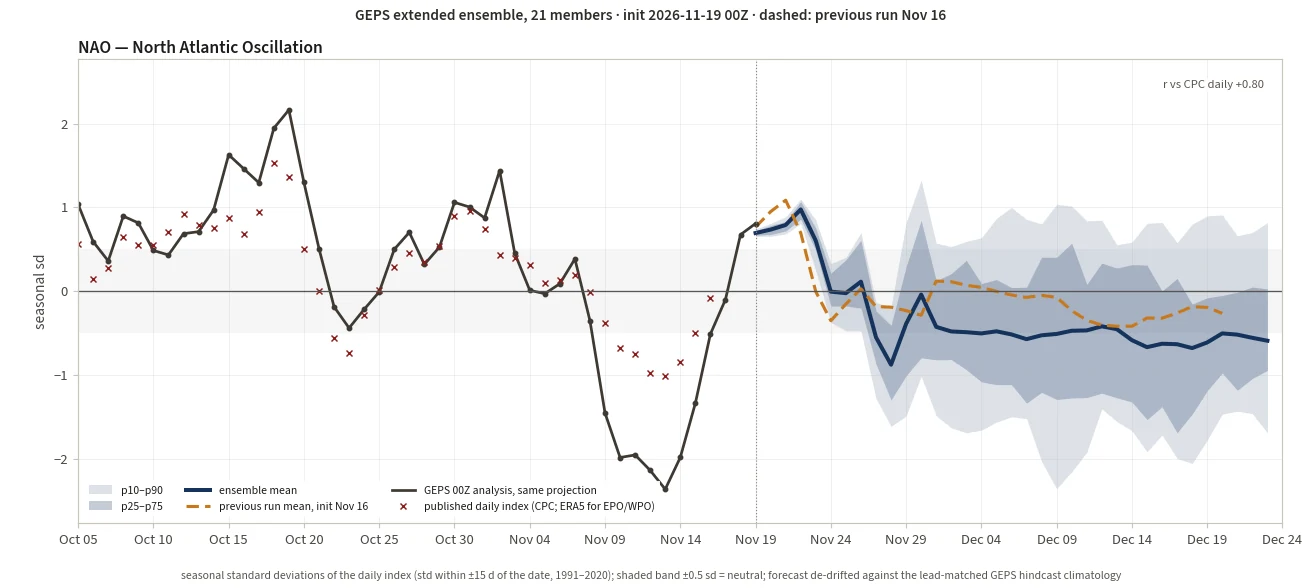 GEPS extended ensemble, 21 members · init 2026-11-19 00Z · dashed: previous run Nov 16
NAO — North Atlantic Oscillation
r vs CPC daily +0.80
seasonal sd
2
1
0
−1
−2
p10–p90
p25–p75
ensemble mean
previous run mean, init Nov 16
GEPS 00Z analysis, same projection
published daily index (CPC; ERA5 for EPO/WPO)
Oct 05 Oct 10 Oct 15 Oct 20 Oct 25 Oct 30 Nov 04 Nov 09 Nov 14 Nov 19 Nov 24 Nov 29 Dec 04 Dec 09 Dec 14 Dec 19 Dec 24
seasonal standard deviations of the daily index (std within ±15 d of the date, 1991–2020); shaded band ±0.5 sd = neutral; forecast de-drifted against the lead-matched GEPS hindcast climatology